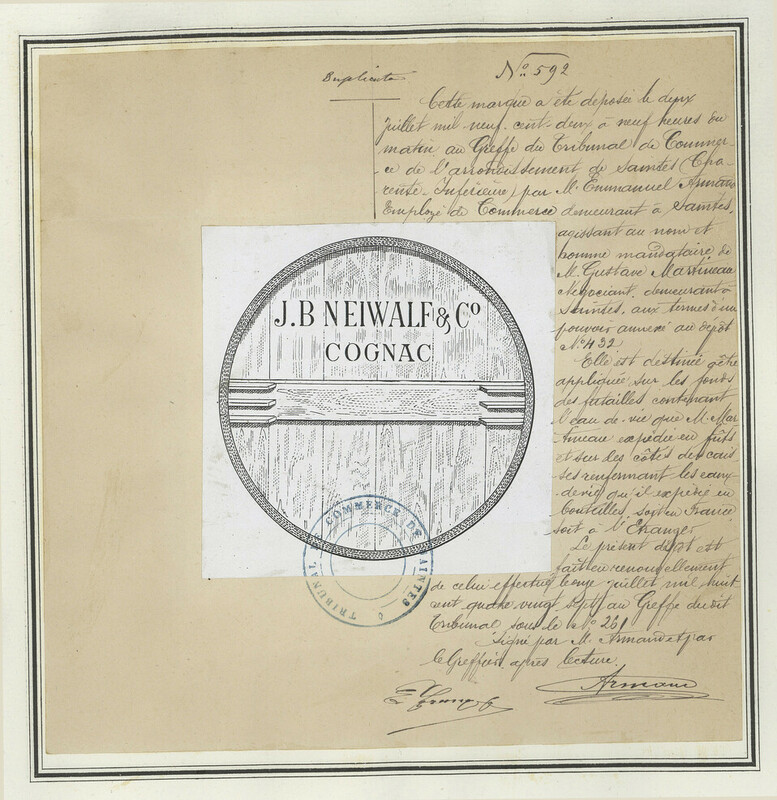 Duplicata
N° 592
Cette marque a été déposée le deux
Juillet mil neuf cent deux à neuf heures du
matin au Greffe du Tribunal de Commer-
ce de l'arrondissement de Saintes (Cha-
rente Inférieure) par M. Emmanuel Armand
Employé de Commerce demeurant à Saintes,
agissant au nom et
comme mandataire de
M. Gustave Martineau
Négociant, demeurant à
Saintes, aux termes d'un
pouvoir annexé au dépôt
N° 432
Elle est destinée à être
appliquée sur les fonds
des futailles contenant
l'eau-de-vie que M. Mar-
tineau expédie en fûts
et sur des côtés des cais
ses renfermant les eaux-
de-vie qu'il expédie en
bouteilles, soit en France
soit à l'Etranger
Le présent dépôt est
fait en renouvellement
de celui effectué le onze juillet mil huit
cent quatre vingt sept au Greffe du dit
Tribunal sous le N° 261
Signé par M. Armand et par
le Greffier après lecture.
Armand
J.B NEIWALF & Co
COGNAC
TRIBUNAL DE COMMERCE DE SAINTES